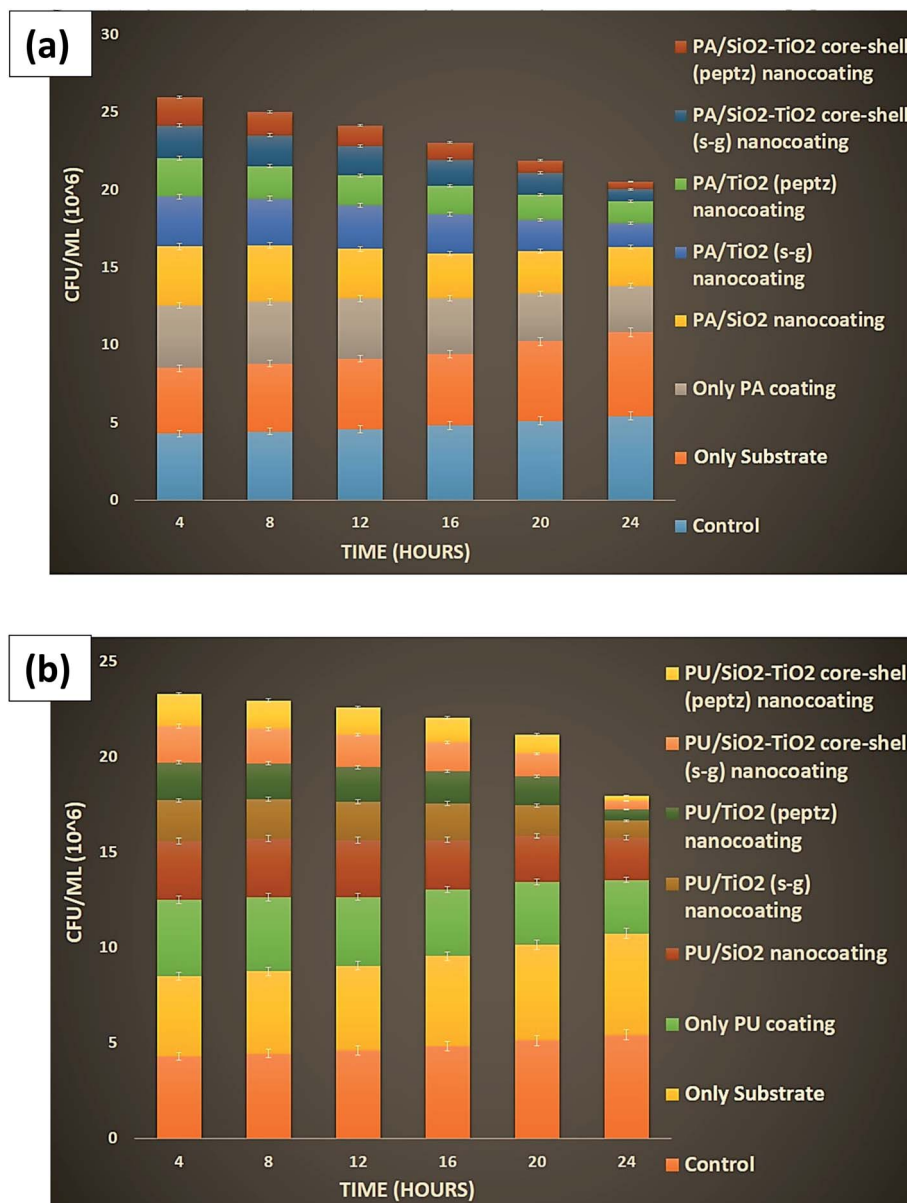 (a)
30
25
20
15
10
5
0
CFU/ML (10^6)
4 8 12 16 20 24
TIME (HOURS)
PA/SiO2-TiO2 core-shell
(peptz) nanocoating
PA/SiO2-TiO2 core-shell
(s-g) nanocoating
PA/TiO2 (peptz)
nanocoating
PA/TiO2 (s-g)
nanocoating
PA/SiO2 nanocoating
Only PA coating
Only Substrate
Control
(b)
25
20
15
10
5
0
CFU/ML (10^6)
4 8 12 16 20 24
TIME (HOURS)
PU/SiO2-TiO2 core-shell
(peptz) nanocoating
PU/SiO2-TiO2 core-shell
(s-g) nanocoating
PU/TiO2 (peptz)
nanocoating
PU/TiO2 (s-g)
nanocoating
PU/SiO2 nanocoating
Only PU coating
Only Substrate
Control